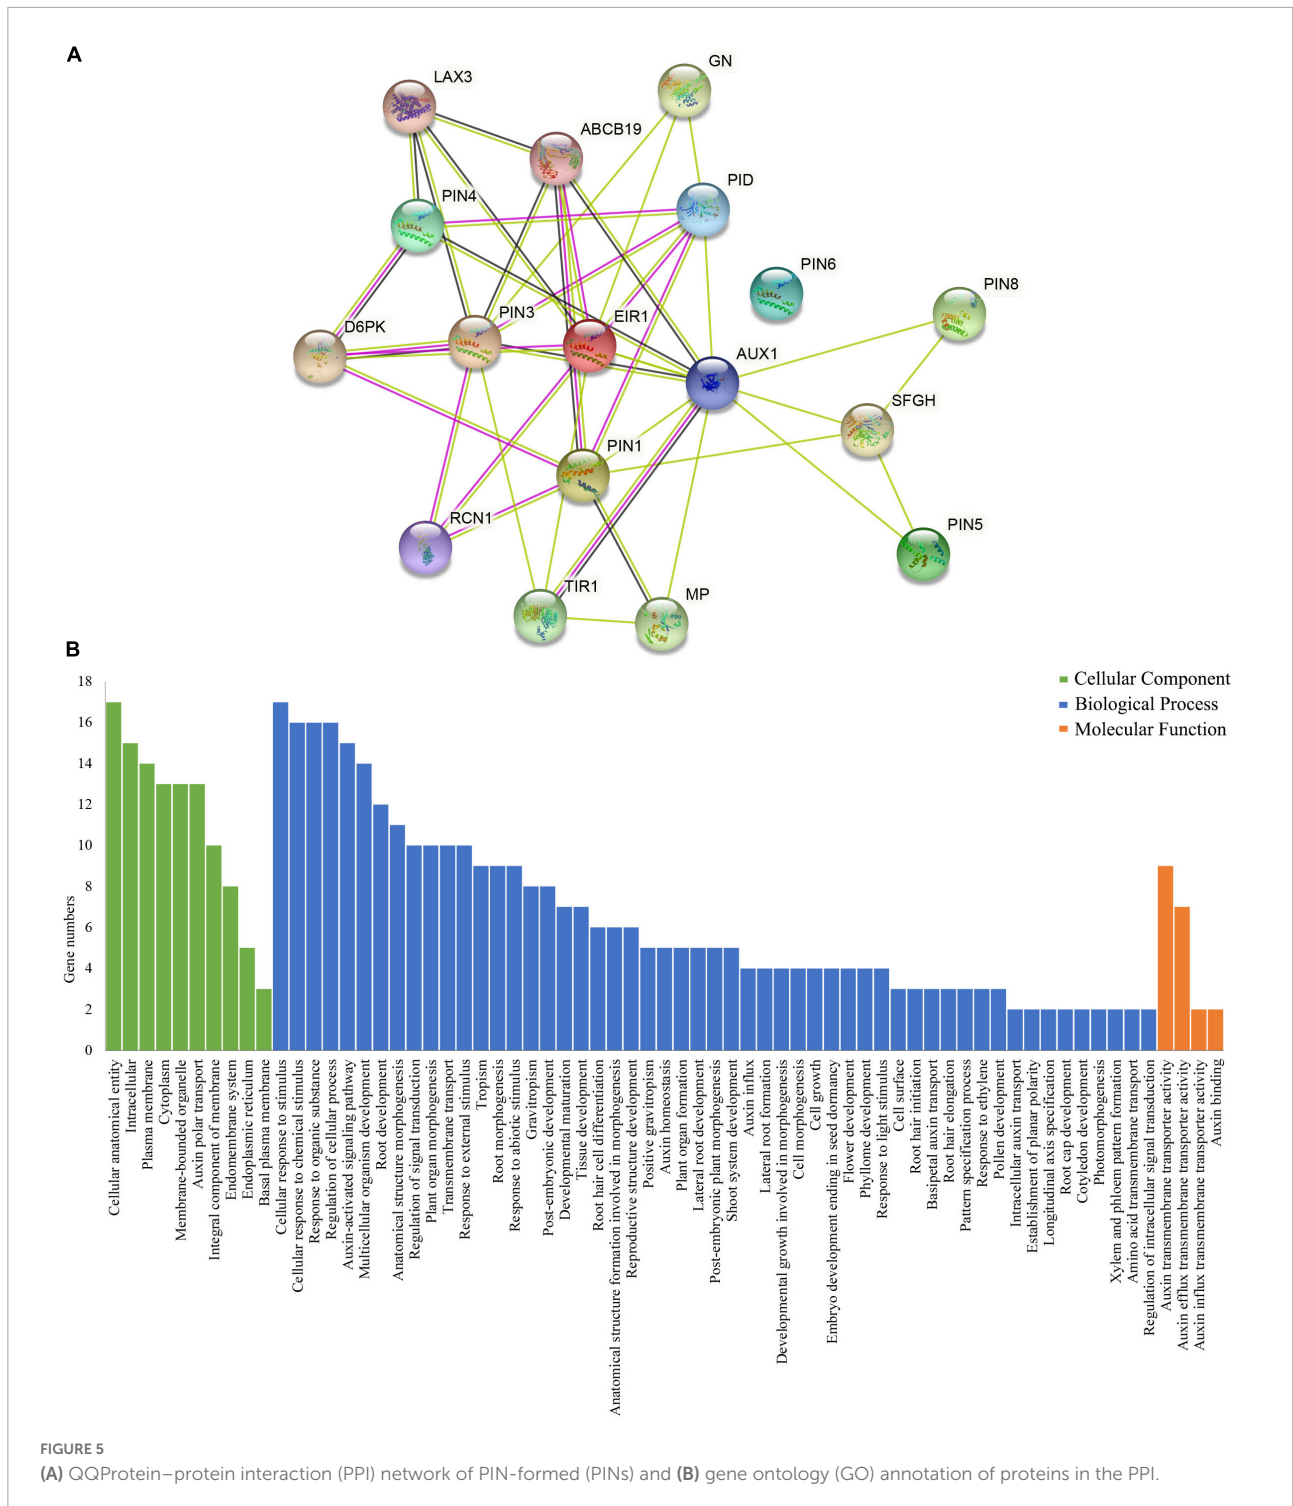 A
LAX3
GN
ABCB19
PID
PIN4
PIN6
PIN8
D6PK
PIN3
EIR1
AUX1
SFGH
PIN1
RCN1
PIN5
TIR1
MP
B
Cellular Component
Biological Process
Molecular Function
Gene numbers
18
16
14
12
10
8
6
4
2
0
Cellular anatomical entity
Intracellular
Plasma membrane
Cytoplasm
Membrane-bounded organelle
Auxin polar transport
Integral component of membrane
Endomembrane system
Endoplasmic reticulum
Basal plasma membrane
Cellular response to stimulus
Cellular response to chemical stimulus
Response to organic substance
Regulation of cellular process
Auxin-activated signaling pathway
Multicellular organism development
Root development
Anatomical structure morphogenesis
Regulation of signal transduction
Plant organ morphogenesis
Transmembrane transport
Response to external stimulus
Tropism
Root morphogenesis
Response to abiotic stimulus
Gravitropism
Post-embryonic development
Developmental maturation
Tissue development
Root hair cell differentiation
Anatomical structure formation involved in morphogenesis
Reproductive structure development
Positive gravitropism
Auxin homeostasis
Plant organ formation
Lateral root development
Post-embryonic plant morphogenesis
Shoot system development
Auxin influx
Lateral root formation
Developmental growth involved in morphogenesis
Cell morphogenesis
Cell growth
Embryo development ending in seed dormancy
Flower development
Phyllome development
Response to light stimulus
Cell surface
Root hair initiation
Basipetal auxin transport
Root hair elongation
Pattern specification process
Response to ethylene
Pollen development
Intracellular auxin transport
Establishment of planar polarity
Longitudinal axis specification
Root cap development
Cotyledon development
Photomorphogenesis
Xylem and phloem pattern formation
Amino acid transmembrane transport
Regulation of intracellular signal transduction
Auxin transmembrane transporter activity
Auxin efflux transmembrane transporter activity
Auxin influx transmembrane transporter activity
Auxin binding
FIGURE 5
(A) QQProtein–protein interaction (PPI) network of PIN-formed (PINs) and (B) gene ontology (GO) annotation of proteins in the PPI.